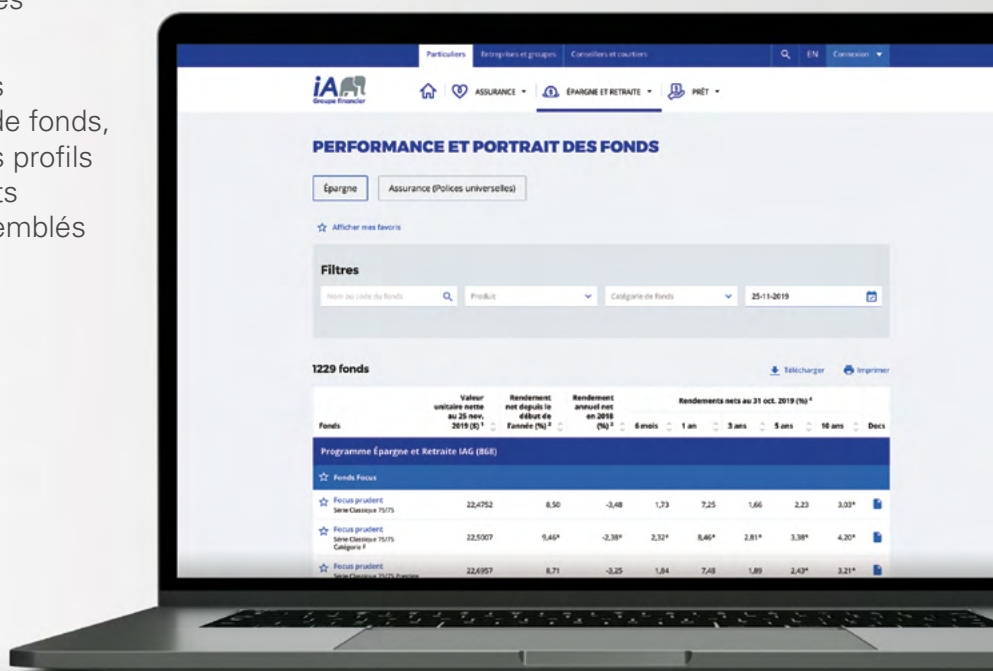 es
s
de fonds,
s profils
ts
emblés
Particuliers Entreprises et groupes Conseillers et courtiers EN Connexion
iA
Groupe financier
ASSURANCE ÉPARGNE ET RETRAITE PRÊT
PERFORMANCE ET PORTRAIT DES FONDS
Épargne Assurance (Polices universelles)
Afficher mes favoris
Filtres
Nom ou code du fonds Produit Catégorie de fonds 25-11-2019
1229 fonds Télécharger Imprimer
Fonds Valeur unitaire nette au 25 nov. 2019 ($) 1 Rendement net depuis le début de l'année (%) 2 Rendement annuel net en 2018 (%) 3 Rendements nets au 31 oct. 2019 (%) 4
6 mois 1 an 3 ans 5 ans 10 ans Docs
Programme Épargne et Retraite IAG (868)
Fonds Focus
Focus prudent 22,4752 8,50 -3,48 1,73 7,25 1,66 2,23 3,03*
Série Classique 75/75
Focus prudent 22,5007 9,46* -2,38* 2,32* 8,46* 2,81* 3,38* 4,20*
Série Classique 75/75
Catégorie F
Focus prudent 22,6957 8,71 -3,25 1,84 7,48 1,89 2,43* 3,21*
Série Classique 75/75 Prestige